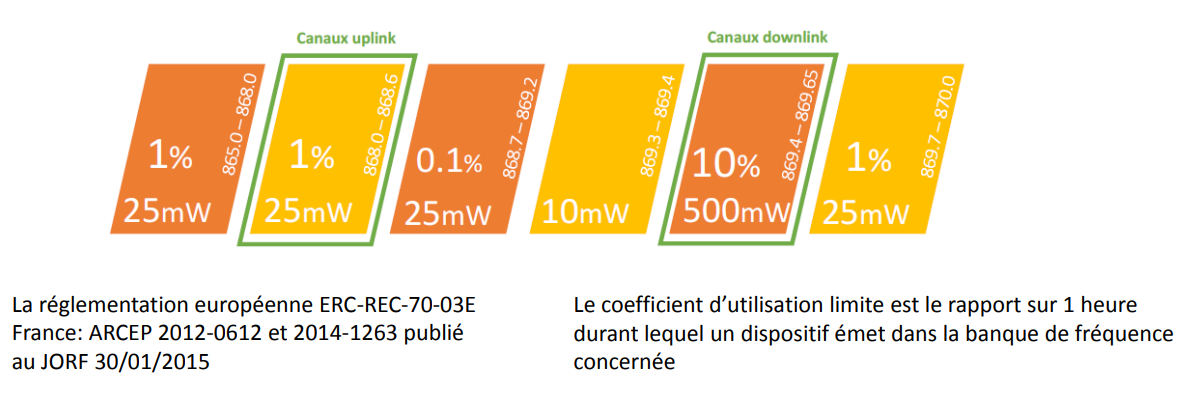 Canaux uplink
Canaux downlink
1%
25mW
865.0 – 868.0
1%
25mW
868.0 – 868.6
0.1%
25mW
868.7 – 869.2
10mW
869.3 – 869.4
10%
500mW
869.4 – 869.65
1%
25mW
869.7 – 870.0
La réglementation européenne ERC-REC-70-03E
France: ARCEP 2012-0612 et 2014-1263 publié
au JORF 30/01/2015
Le coefficient d’utilisation limite est le rapport sur 1 heure
durant lequel un dispositif émet dans la banque de fréquence
concernée